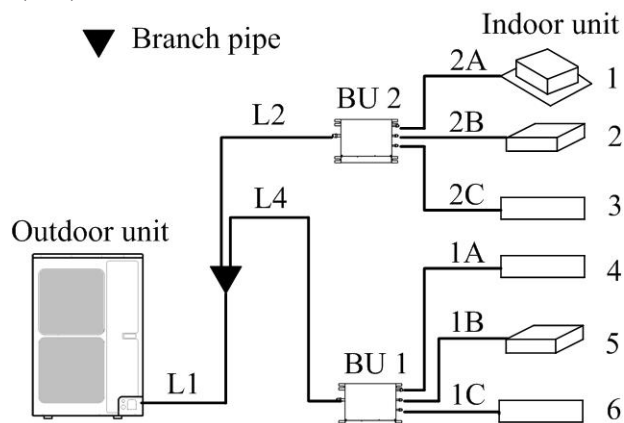 Branch pipe
Indoor unit
2A
1
BU 2
L2
2B
2
2C
3
L4
Outdoor unit
1A
4
1B
5
BU 1
L1
1C
6